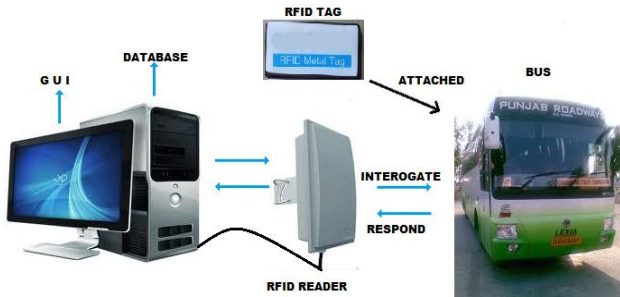 RFID TAG
RFID Metal Tag
DATABASE
G U I
ATTACHED
BUS
PUNJAB ROADWAYS
INTEROGATE
RESPOND
LEXIA
RFID READER